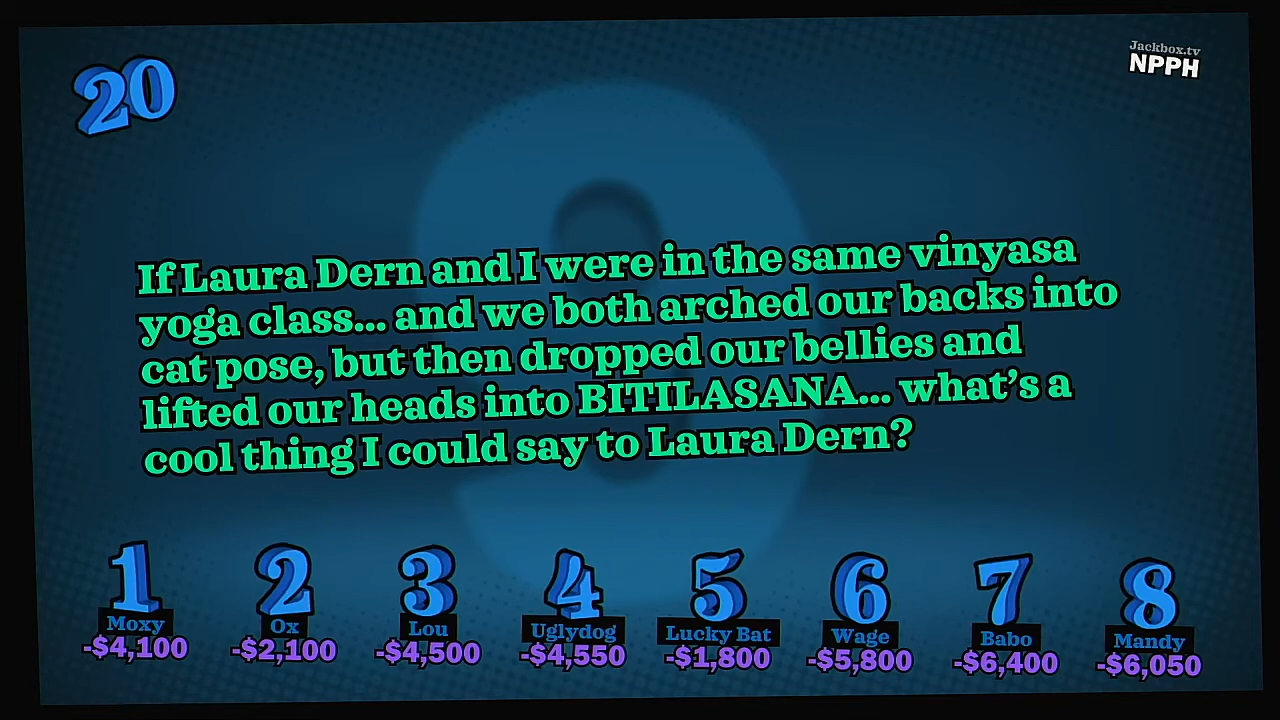 20
Jackbox.tv
NPPH
If Laura Dern and I were in the same vinyasa
yoga class... and we both arched our backs into
cat pose, but then dropped our bellies and
lifted our heads into BITILASANA... what's a
cool thing I could say to Laura Dern?
9
1 2 3 4 5 6 7 8
Moxy Ox Lou Uglydog Lucky Bat Wage Babo Mandy
-$4,100 -$2,100 -$4,500 -$4,550 -$1,800 -$5,800 -$6,400 -$6,050